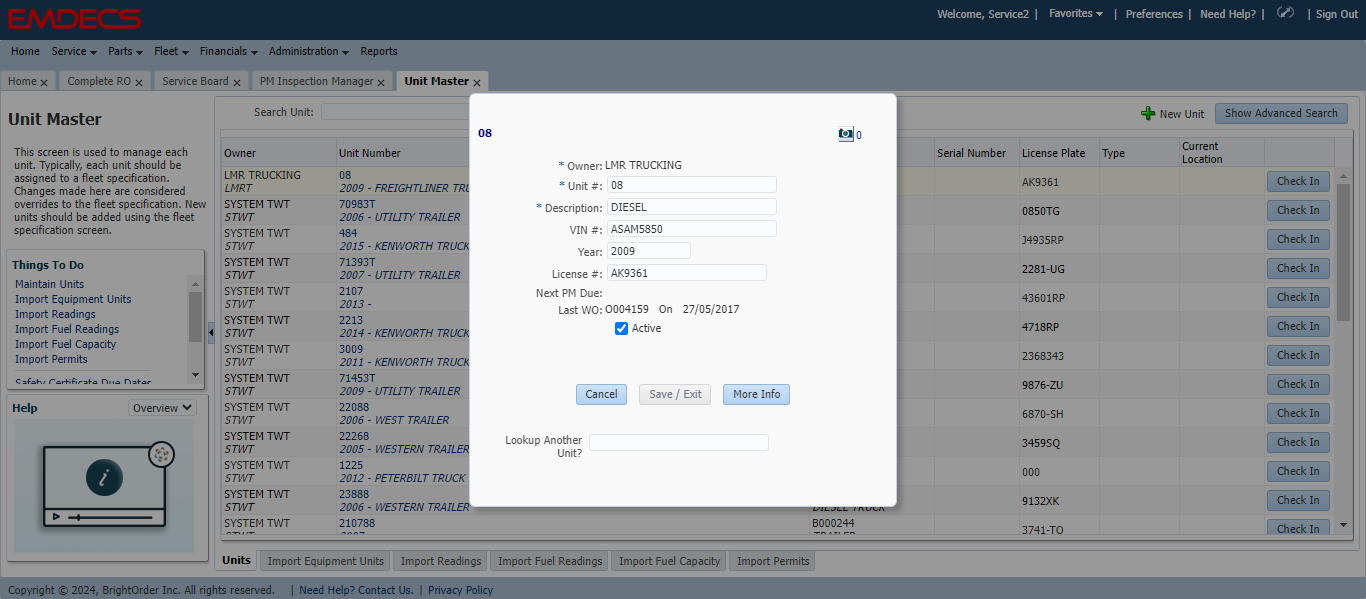 EMDECS
Welcome, Service2 | Favorites | Preferences | Need Help? | | Sign Out
Home Service Parts Fleet Financials Administration Reports
Home x Complete RO x Service Board x PM Inspection Manager x Unit Master x
Unit Master
This screen is used to manage each
unit. Typically, each unit should be
assigned to a fleet specification.
Changes made here are considered
overrides to the fleet specification. New
units should be added using the fleet
specification screen.
Things To Do
Maintain Units
Import Equipment Units
Import Readings
Import Fuel Readings
Import Fuel Capacity
Import Permits
Safety Certificate Due Dates
Help
Overview
Search Unit:
New Unit
Show Advanced Search
Owner Unit Number Serial Number License Plate Type Current
Location
LMR TRUCKING 08 AK9361 Check In
LMRT 2009 - FREIGHTLINER TRU
SYSTEM TWT 70983T 0850TG Check In
STWT 2006 - UTILITY TRAILER
SYSTEM TWT 484 J4935RP Check In
STWT 2015 - KENWORTH TRUCK
SYSTEM TWT 71393T 2281-UG Check In
STWT 2007 - UTILITY TRAILER
SYSTEM TWT 2107 43601RP Check In
STWT 2013 -
SYSTEM TWT 2213 4718RP Check In
STWT 2014 - KENWORTH TRUCK
SYSTEM TWT 3009 2368343 Check In
STWT 2011 - KENWORTH TRUCK
SYSTEM TWT 71453T 9876-ZU Check In
STWT 2009 - UTILITY TRAILER
SYSTEM TWT 22088 6870-SH Check In
STWT 2006 - WEST TRAILER
SYSTEM TWT 22268 3459SQ Check In
STWT 2005 - WESTERN TRAILER
SYSTEM TWT 1225 000 Check In
STWT 2012 - PETERBILT TRUCK
SYSTEM TWT 23888 9132XK Check In
STWT 2006 - WESTERN TRAILER DIESEL TRUCK
SYSTEM TWT 210788 B000244 3741-TO Check In
08
0
* Owner: LMR TRUCKING
* Unit #: 08
* Description: DIESEL
VIN #: ASAM5850
Year: 2009
License #: AK9361
Next PM Due:
Last WO: O004159 On 27/05/2017
Active
Cancel Save / Exit More Info
Lookup Another
Unit?
Units Import Equipment Units Import Readings Import Fuel Readings Import Fuel Capacity Import Permits
Copyright © 2024, BrightOrder Inc. All rights reserved. | Need Help? Contact Us. | Privacy Policy